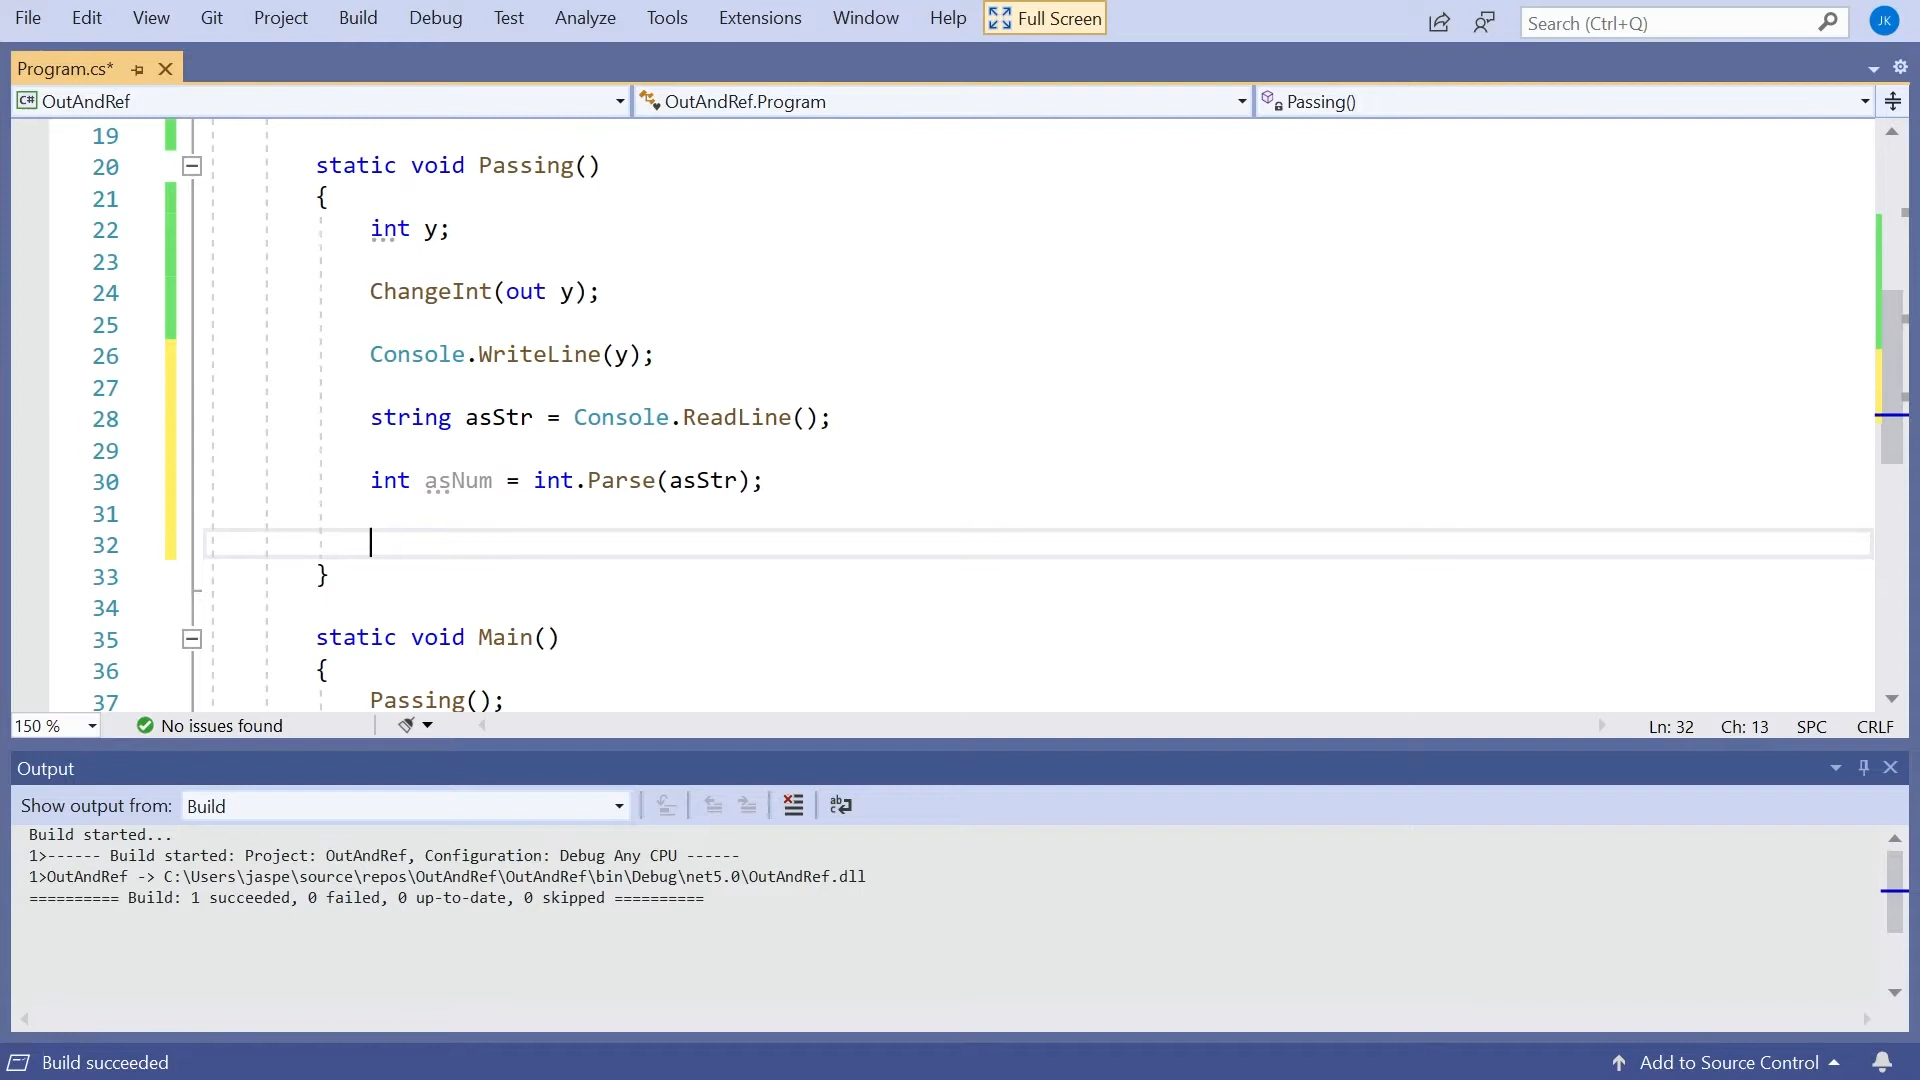 File Edit View Git Project Build Debug Test Analyze Tools Extensions Window Help Full Screen Search (Ctrl+Q) JK
Program.cs*
C# OutAndRef OutAndRef.Program Passing()
19
20 static void Passing()
21 {
22 int y;
23
24 ChangeInt(out y);
25
26 Console.WriteLine(y);
27
28 string asStr = Console.ReadLine();
29
30 int asNum = int.Parse(asStr);
31
32
33 }
34
35 static void Main()
36 {
37 Passing();
150 % No issues found Ln: 32 Ch: 13 SPC CRLF
Output
Show output from: Build
Build started...
1>------ Build started: Project: OutAndRef, Configuration: Debug Any CPU ------
1>OutAndRef -> C:\Users\jaspe\source\repos\OutAndRef\OutAndRef\bin\Debug\net5.0\OutAndRef.dll
========== Build: 1 succeeded, 0 failed, 0 up-to-date, 0 skipped ==========
Build succeeded Add to Source Control